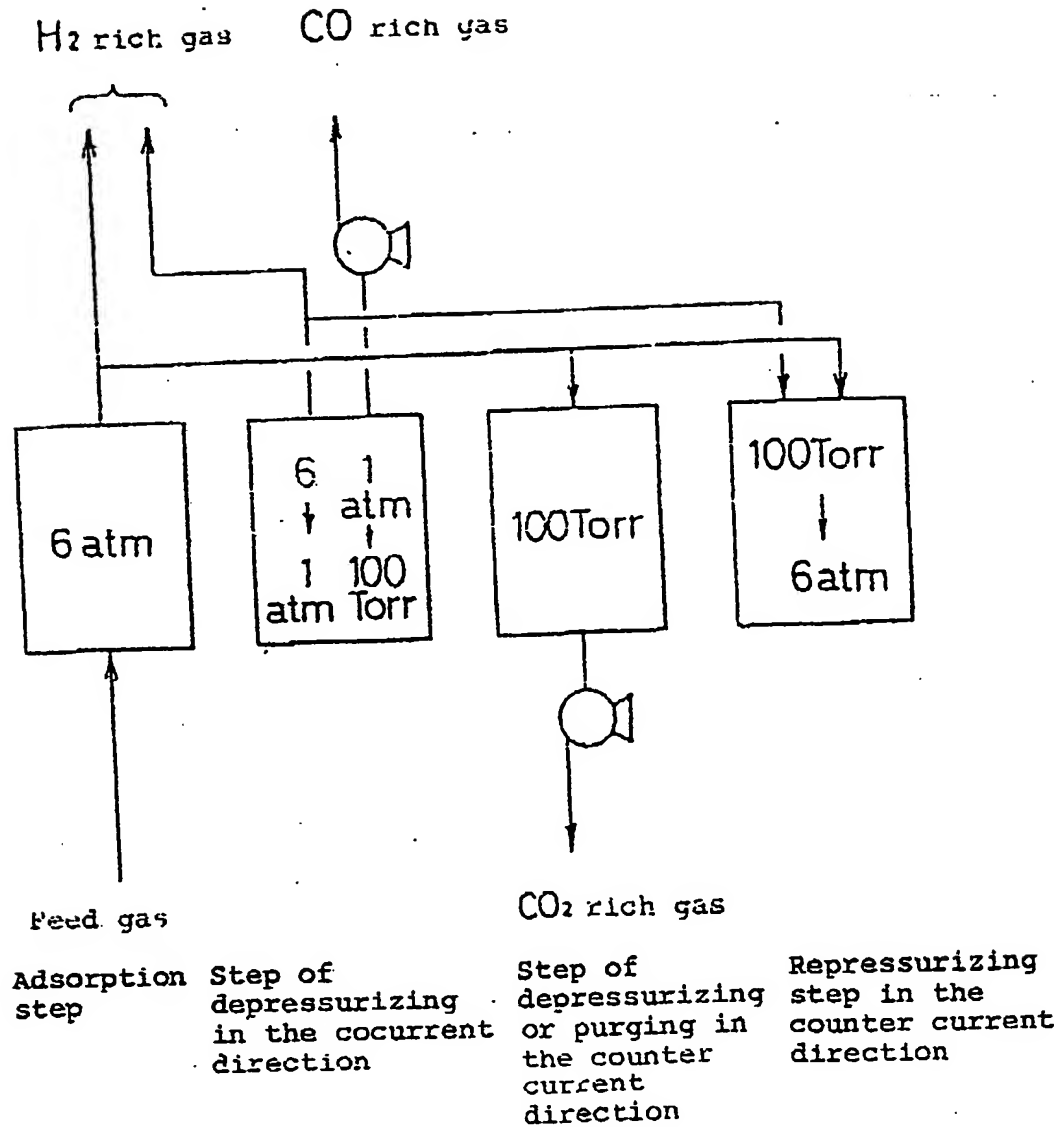 H2 rich gas
CO rich gas
6 atm
6 1
atm
1 100
atm Torr
100Torr
100Torr
6atm
Feed gas
CO2 rich gas
Adsorption
step
Step of
depressurizing
in the cocurrent
direction
Step of
depressurizing
or purging in
the counter
current
direction
Repressurizing
step in the
counter current
direction